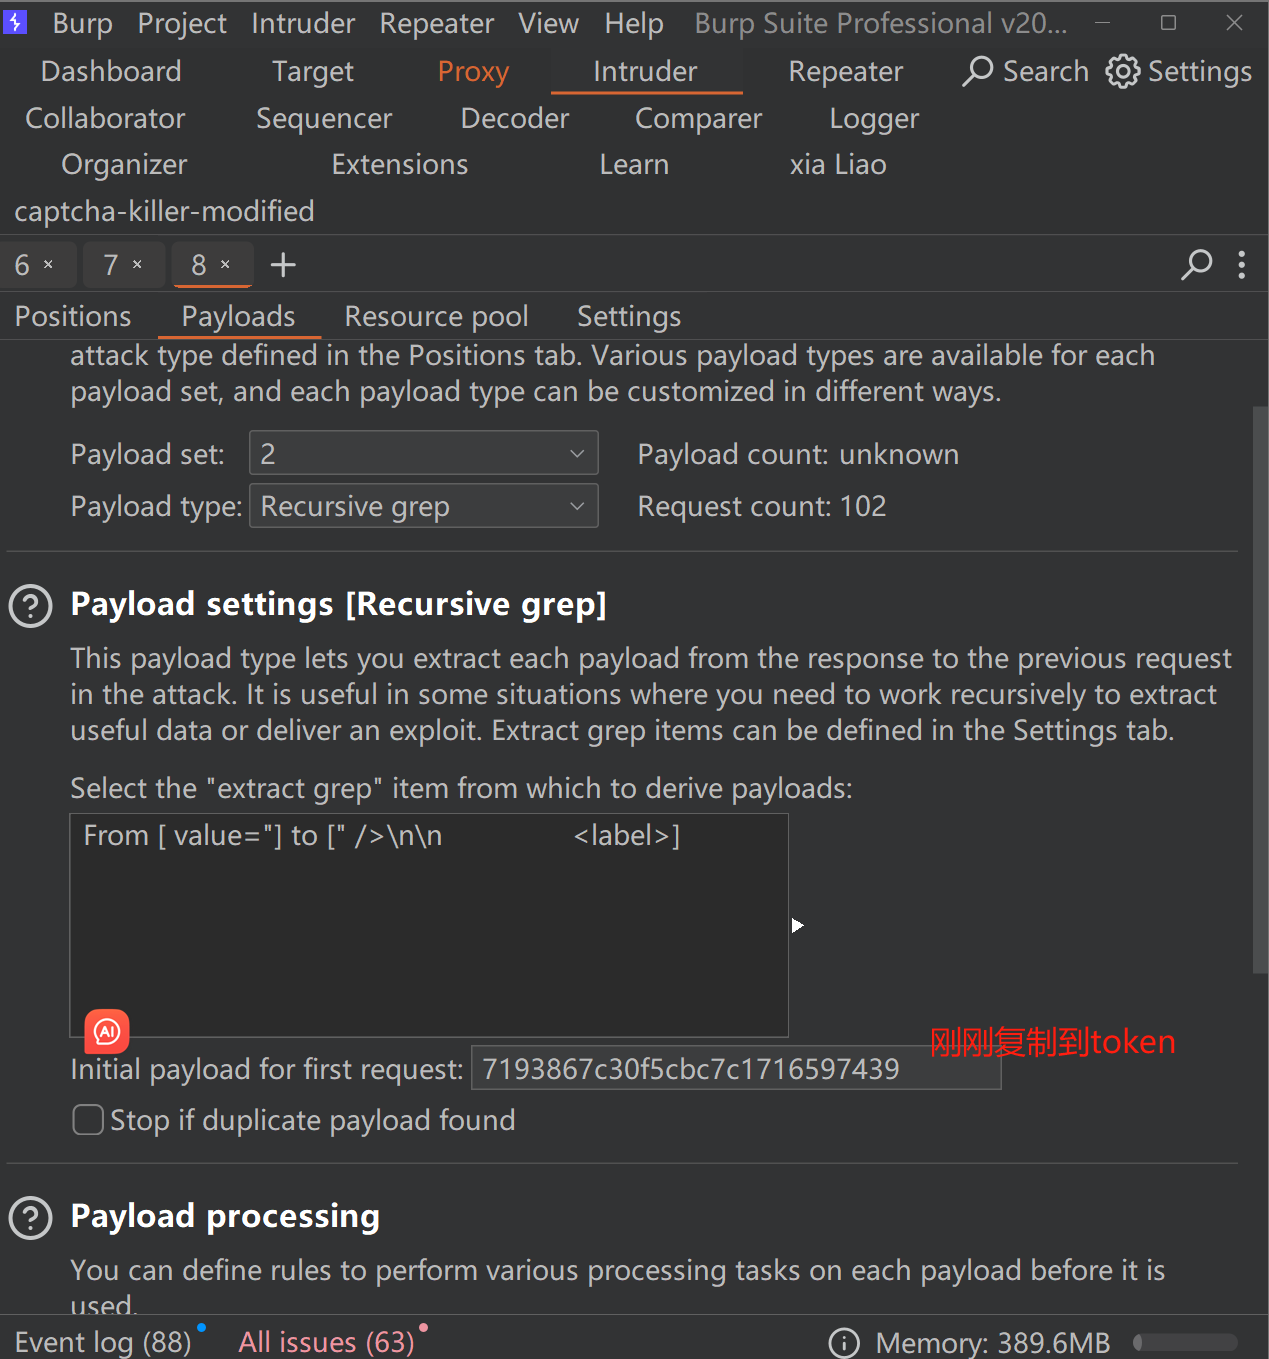 Burp Project Intruder Repeater View Help Burp Suite Professional v20...
Dashboard Target Proxy Intruder Repeater Search Settings
Collaborator Sequencer Decoder Comparer Logger
Organizer Extensions Learn xia Liao
captcha-killer-modified
6 × 7 × 8 × +
Positions Payloads Resource pool Settings
attack type defined in the Positions tab. Various payload types are available for each
payload set, and each payload type can be customized in different ways.
Payload set: 2 Payload count: unknown
Payload type: Recursive grep Request count: 102
Payload settings [Recursive grep]
This payload type lets you extract each payload from the response to the previous request
in the attack. It is useful in some situations where you need to work recursively to extract
useful data or deliver an exploit. Extract grep items can be defined in the Settings tab.
Select the "extract grep" item from which to derive payloads:
From [ value="] to [" />\n\n <label>]
AI
刚刚复制到token
Initial payload for first request: 7193867c30f5cbc7c1716597439
Stop if duplicate payload found
Payload processing
You can define rules to perform various processing tasks on each payload before it is
used.
Event log (88) All issues (63) Memory: 389.6MB